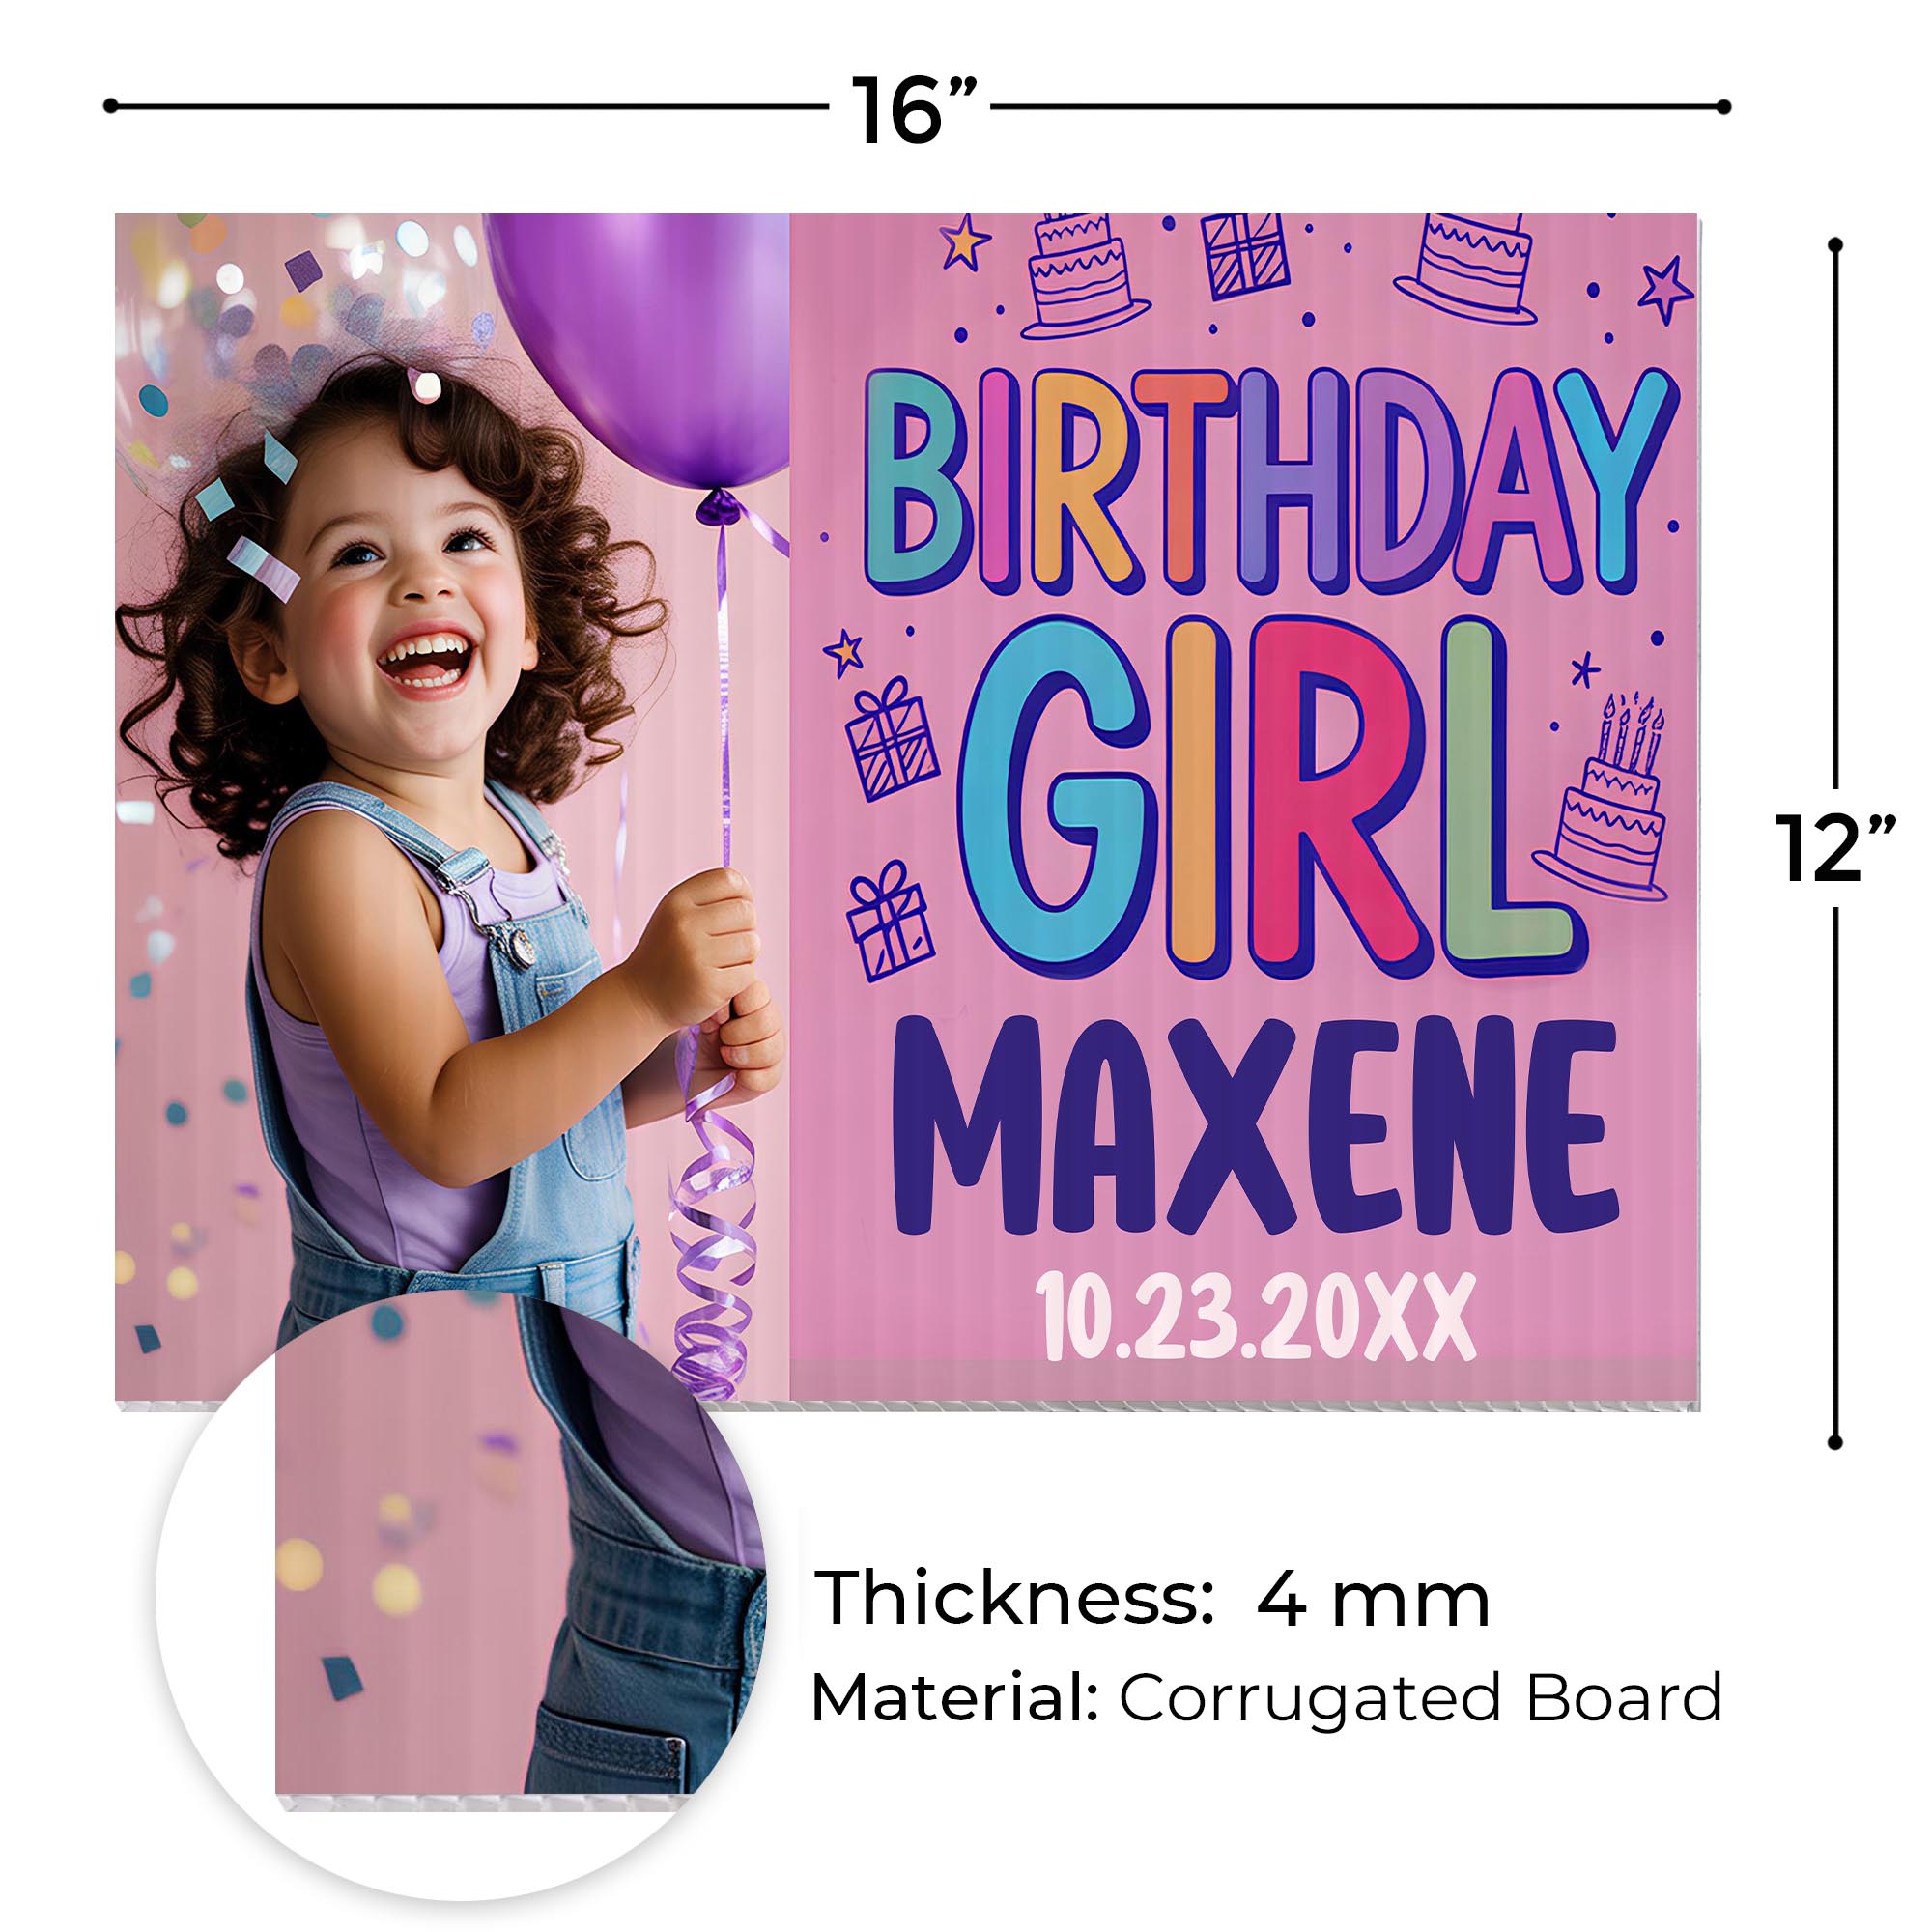 16”
BIRTHDAY
GIRL
MAXENE
10.23.20XX
12”
Thickness: 4 mm
Material: Corrugated Board